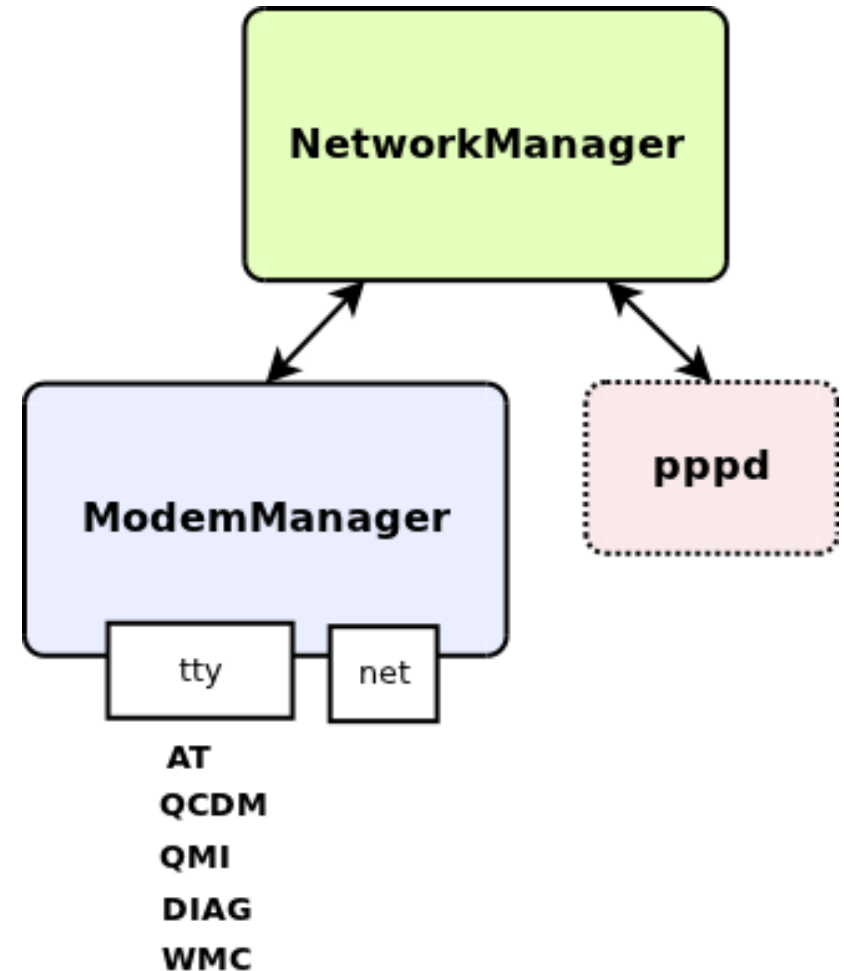 NetworkManager
ModemManager
pppd
tty
net
AT
QCDM
QMI
DIAG
WMC